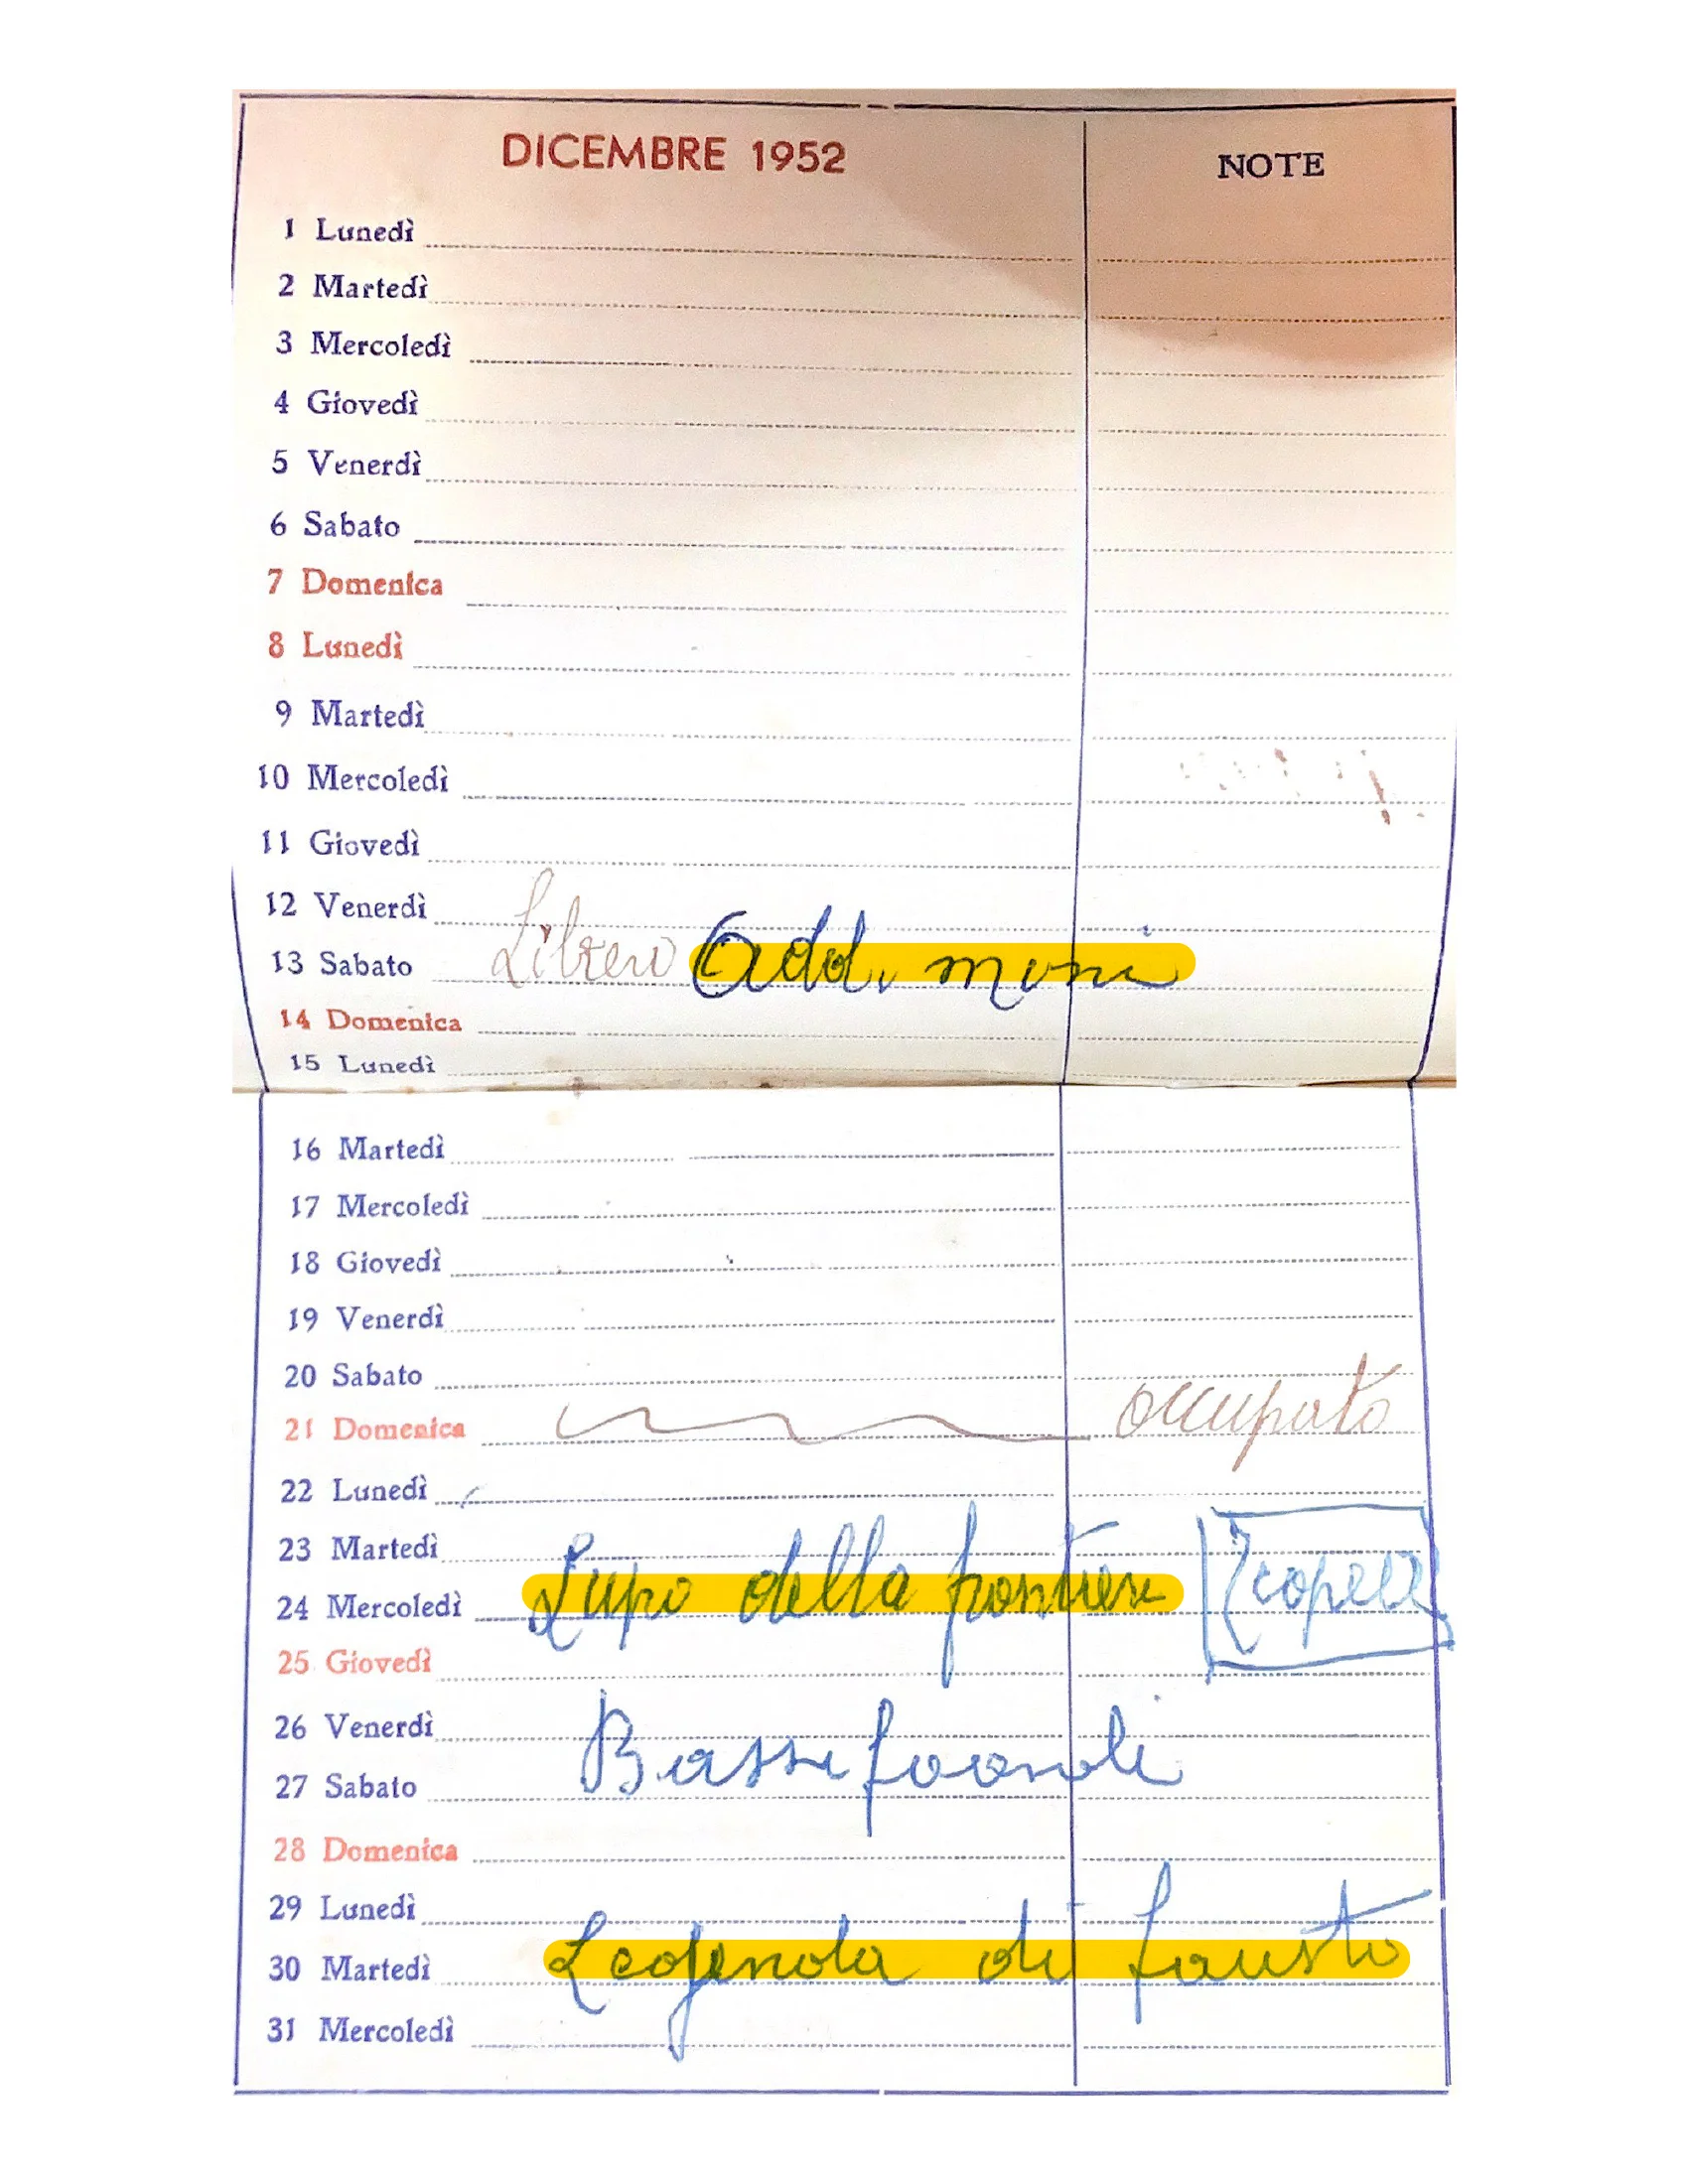 DICEMBRE 1952 NOTE
1 Lunedì
2 Martedì
3 Mercoledì
4 Giovedì
5 Venerdì
6 Sabato
7 Domenica
8 Lunedì
9 Martedì
10 Mercoledì
11 Giovedì
12 Venerdì
13 Sabato Libero
14 Domenica
15 Lunedì
16 Martedì
17 Mercoledì
18 Giovedì
19 Venerdì
20 Sabato
21 Domenica occupato
22 Lunedì
23 Martedì
24 Mercoledì Lupo della frontiera
25 Giovedì
26 Venerdì
27 Sabato
28 Domenica
29 Lunedì
30 Martedì Leggenda di Fausto
31 Mercoledì